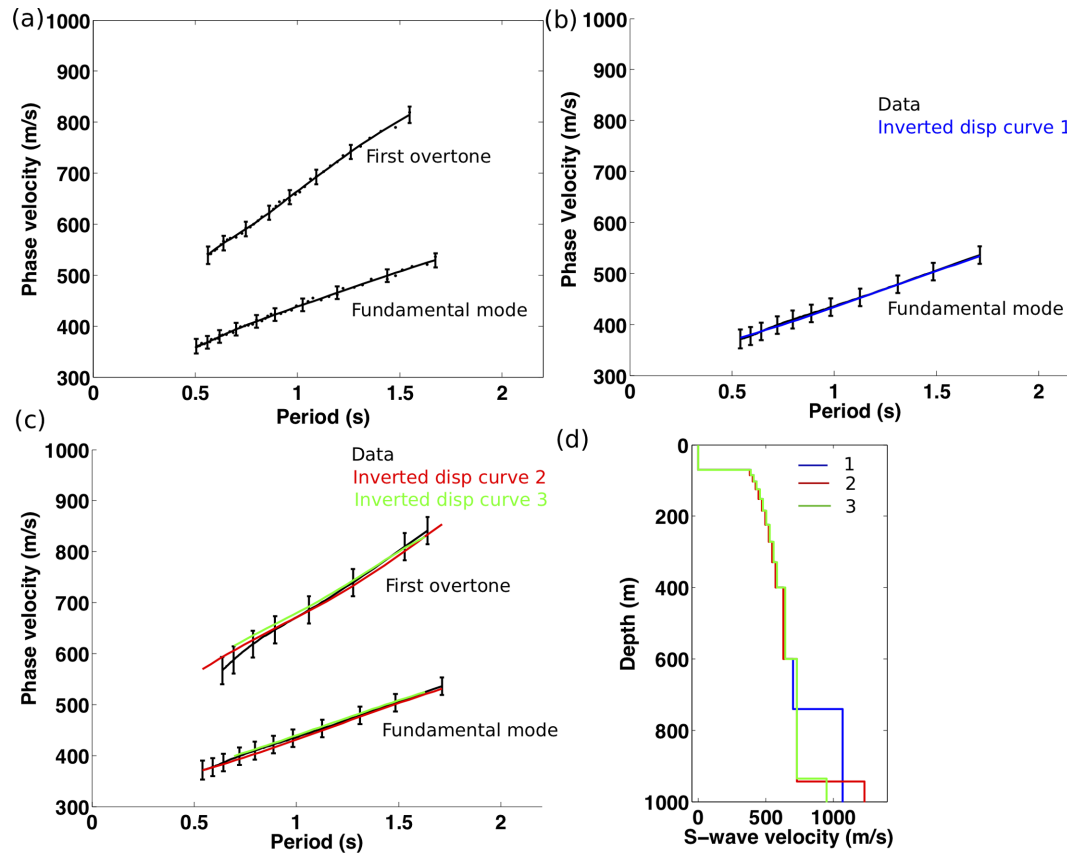 (a)
1000
900
800
700
600
500
400
300
Phase velocity (m/s)
First overtone
Fundamental mode
0
0.5
1
1.5
2
Period (s)
(b)
1000
900
800
700
600
500
400
300
Phase Velocity (m/s)
Data
Inverted disp curve 1
Fundamental mode
0
0.5
1
1.5
2
Period (s)
(c)
1000
900
800
700
600
500
400
300
Phase velocity (m/s)
Data
Inverted disp curve 2
Inverted disp curve 3
First overtone
Fundamental mode
0
0.5
1
1.5
2
Period (s)
(d)
0
200
400
600
800
1000
Depth (m)
1
2
3
0
500
1000
S-wave velocity (m/s)